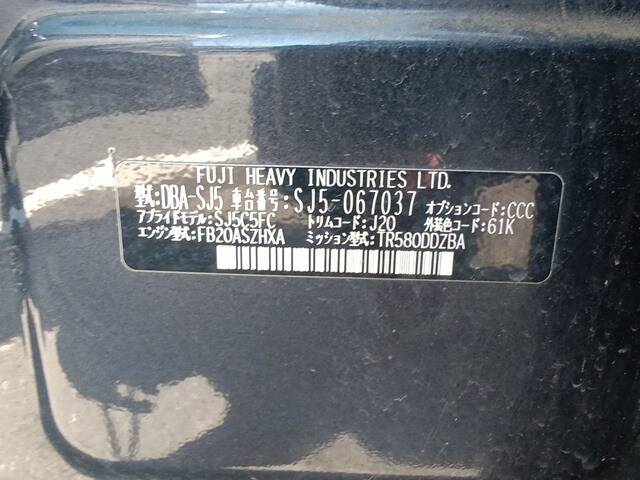 FUJI HEAVY INDUSTRIES LTD.
型式:DBA-SJ5 車台番号:SJ5-067037 オプションコード:CCC
アプライドモデル:SJ5C5FC トリムコード:J20 外装色コード:61K
エンジン型式:FB20ASZHXA ミッション型式:TR580DDZBA